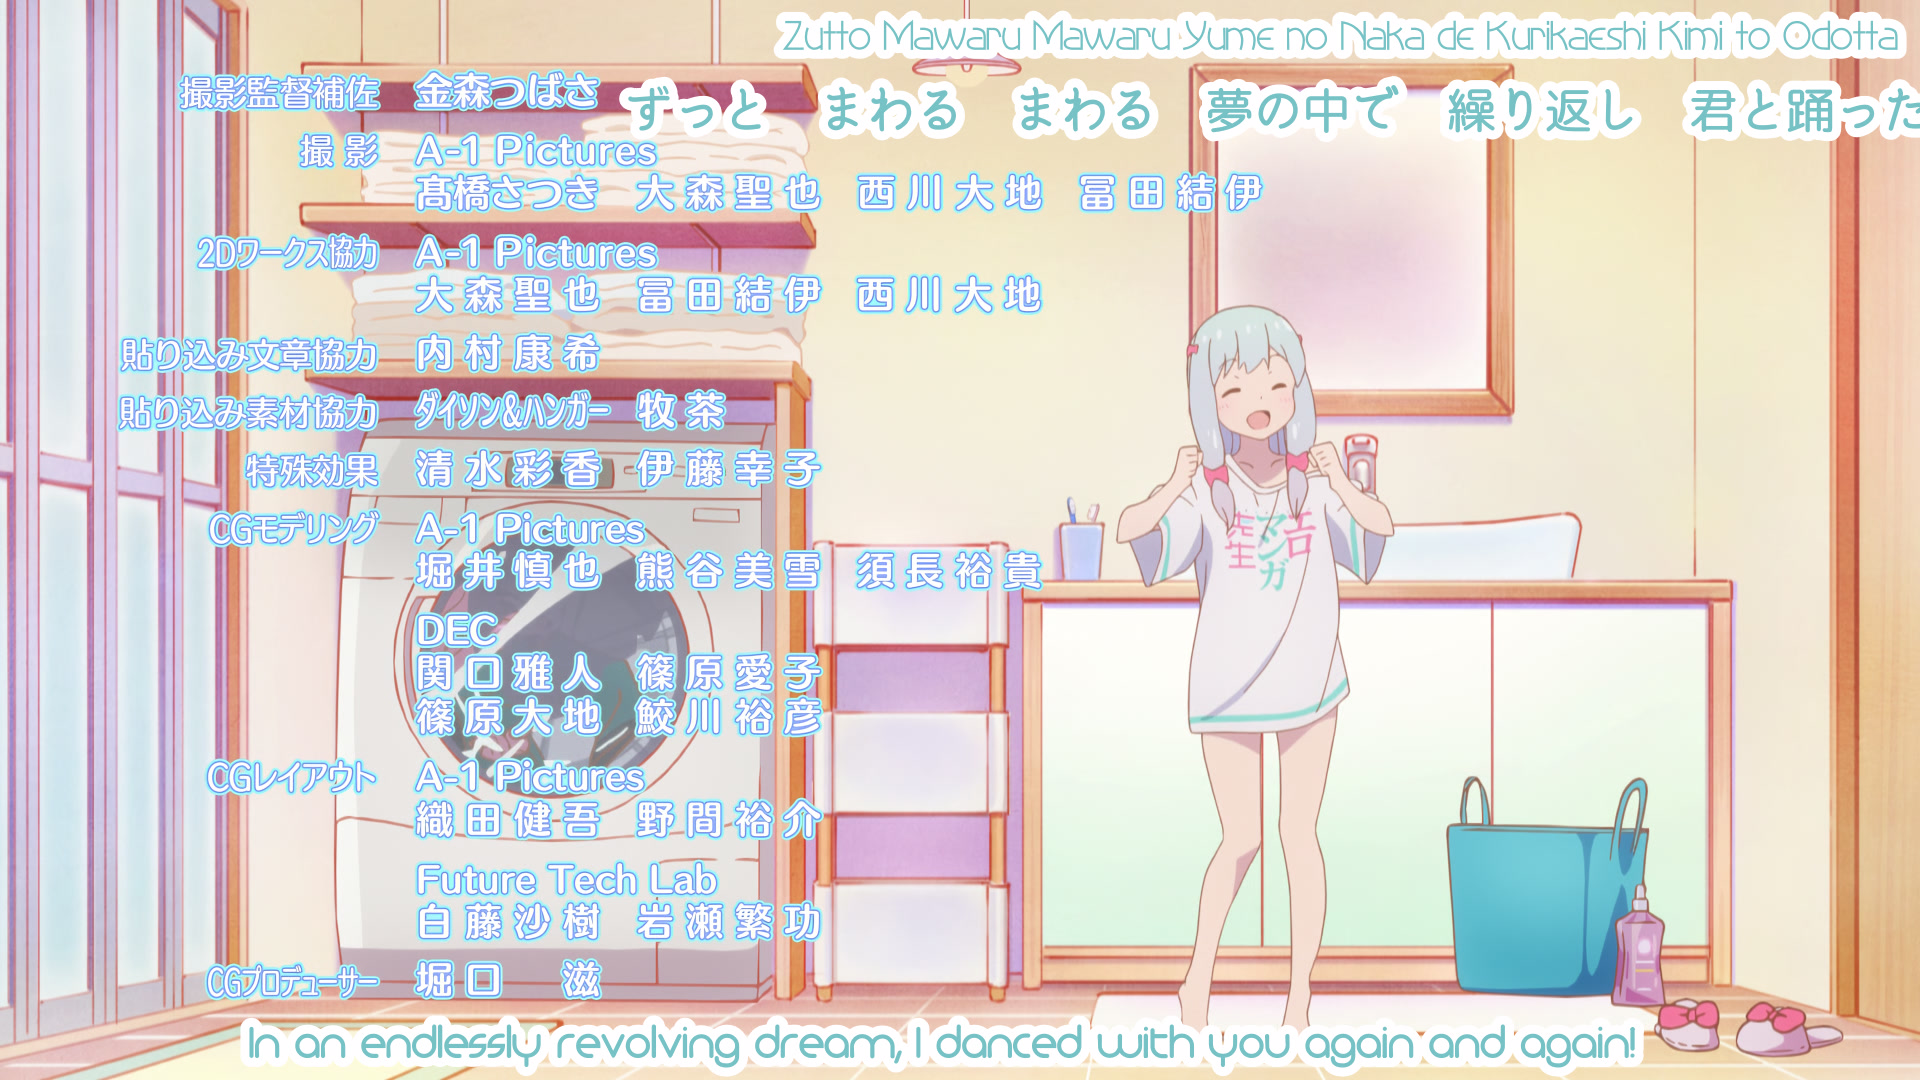 Zutto Mawaru Mawaru Yume no Naka de Kurikaeshi Kimi to Odotta
ずっと まわる まわる 夢の中で 繰り返し 君と踊った
撮影監督補佐 金森つばさ
撮影 A-1 Pictures
髙橋さつき 大森聖也 西川大地 冨田結伊
2Dワークス協力 A-1 Pictures
大森聖也 冨田結伊 西川大地
貼り込み文章協力 内村康希
貼り込み素材協力 ダイソン&ハンガー 牧茶
特殊効果 清水彩香 伊藤幸子
CGモデリング A-1 Pictures
堀井慎也 熊谷美雪 須長裕貴
DEC
関口雅人 篠原愛子
篠原大地 鮫川裕彦
CGレイアウト A-1 Pictures
織田健吾 野間裕介
Future Tech Lab
白藤沙樹 岩瀬繁功
CGプロデューサー 堀口 滋
エロ
マンガ
先生
In an endlessly revolving dream, I danced with you again and again!